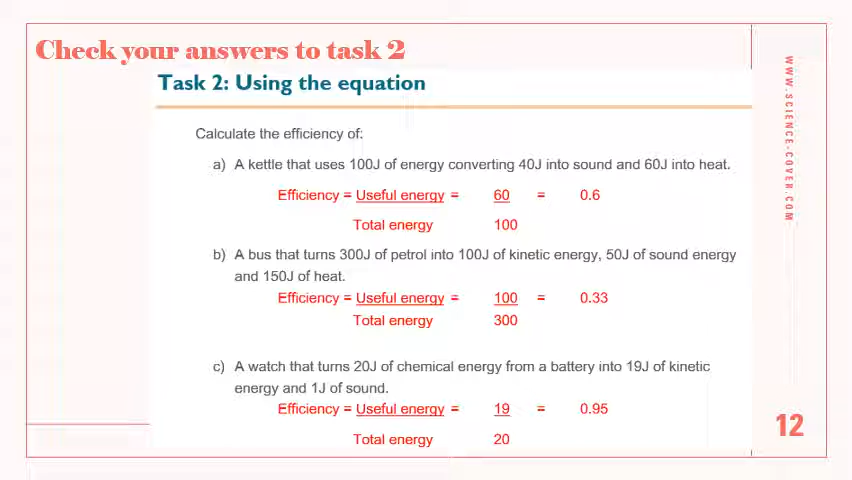 Check your answers to task 2
Task 2: Using the equation
Calculate the efficiency of:
a) A kettle that uses 100J of energy converting 40J into sound and 60J into heat.
Efficiency = Useful energy = 60 = 0.6
Total energy 100
b) A bus that turns 300J of petrol into 100J of kinetic energy, 50J of sound energy
and 150J of heat.
Efficiency = Useful energy = 100 = 0.33
Total energy 300
c) A watch that turns 20J of chemical energy from a battery into 19J of kinetic
energy and 1J of sound.
Efficiency = Useful energy = 19 = 0.95
Total energy 20
WWW.SCIENCE-COVER.COM
12